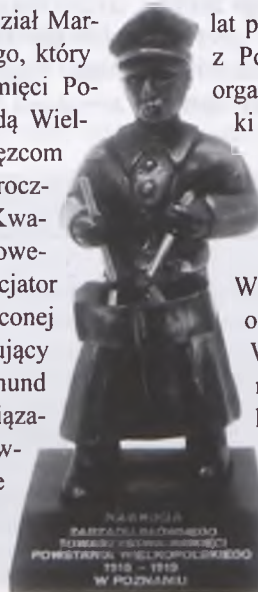 dział Mar-
go, który
mięci Po-
dą Wiel-
ęzcom
rocz-
Kwa-
owe-
cjator
conej
ujący
mund
iąza-
w-
e
lat p
z Po
orga
ki
W
o
W
NAGRODA
ZARZĄDU GŁÓWNEGO
TOWARZYSTWA PAMIĘCI
POWSTANIA WIELKOPOLSKIEGO
1918 - 1919
W POZNANIU